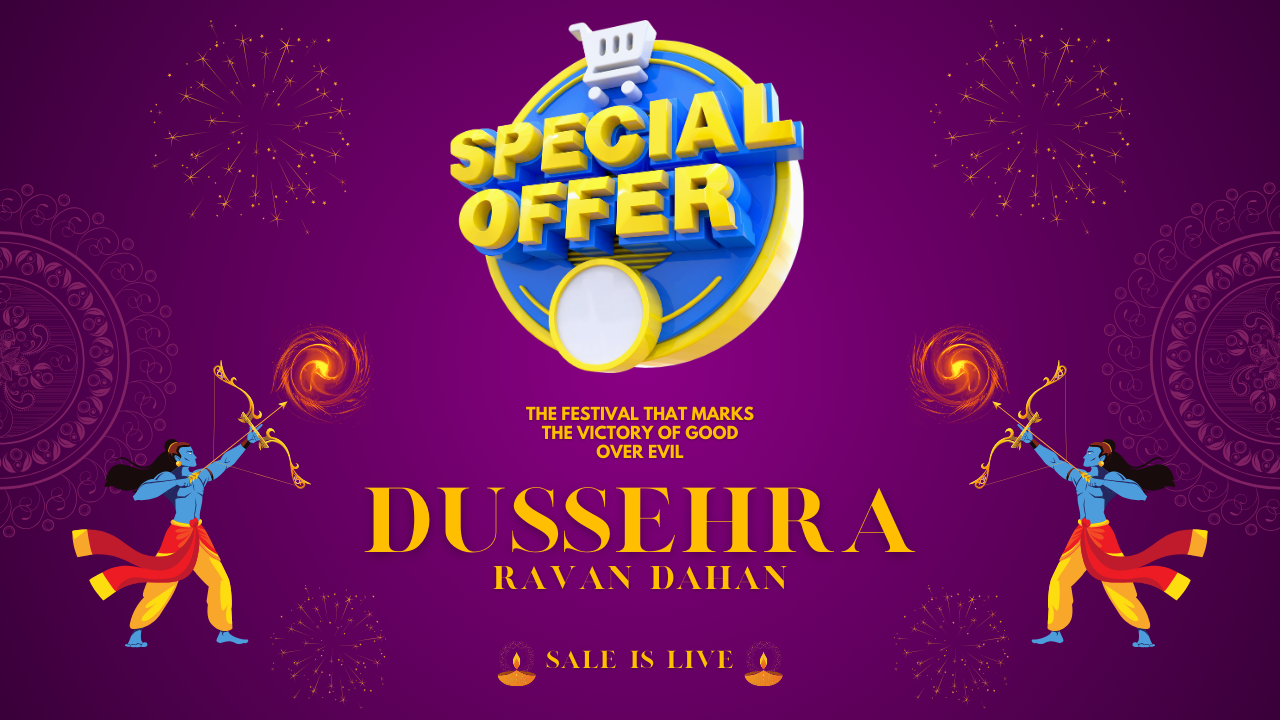 SPECIAL
OFFER
THE FESTIVAL THAT MARKS
THE VICTORY OF GOOD
OVER EVIL
DUSSEHRA
RAVAN DAHAN
SALE IS LIVE